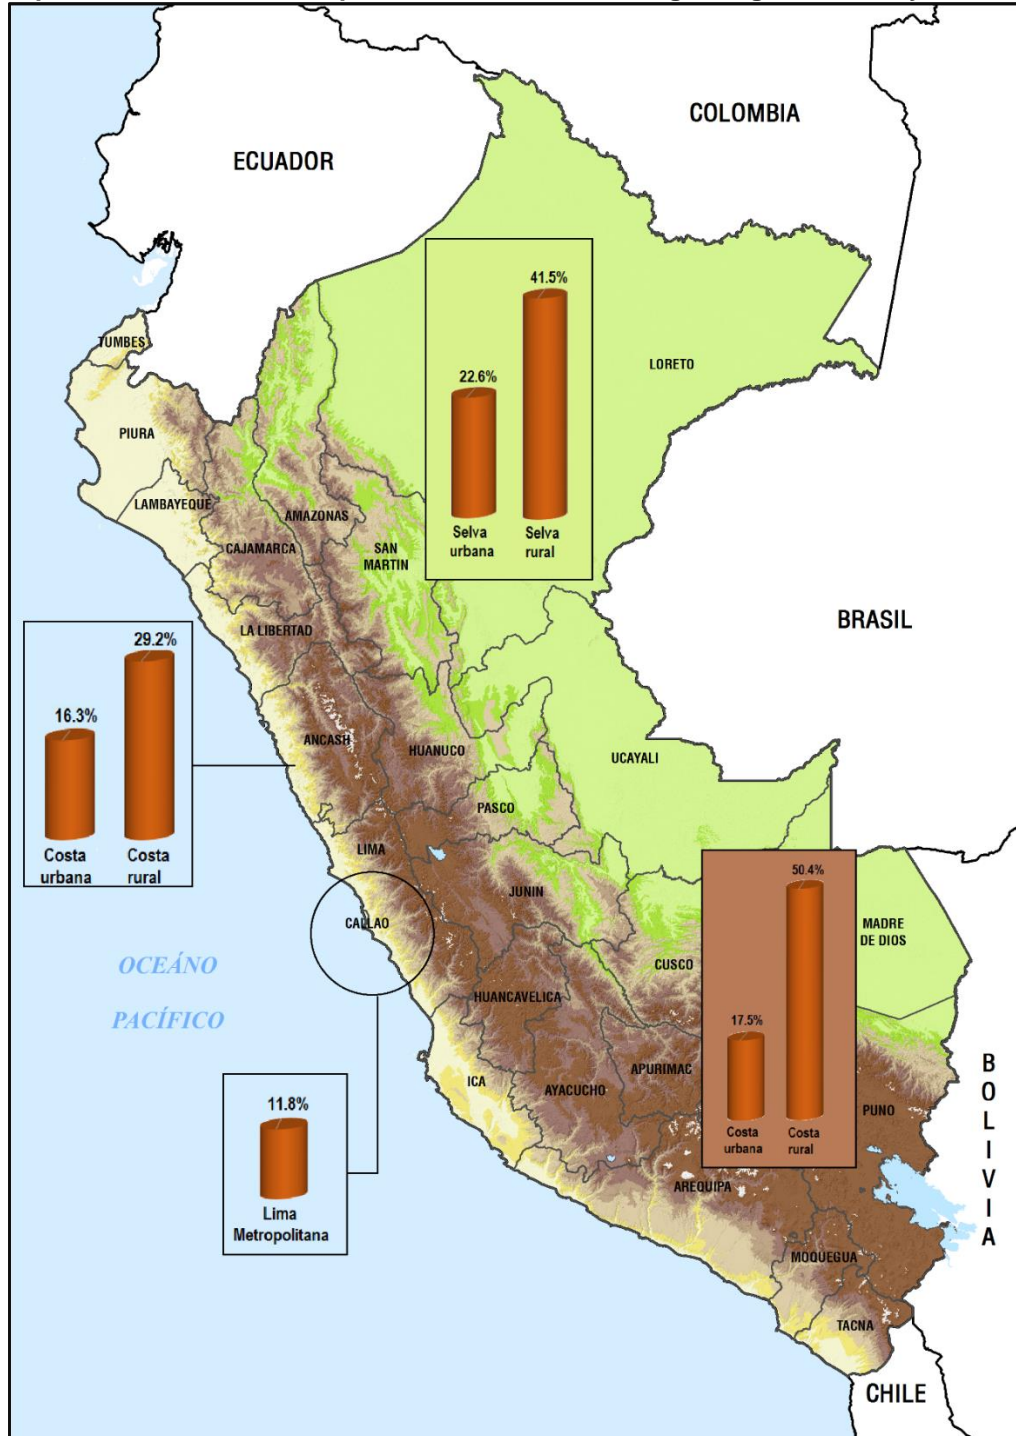 COLOMBIA
ECUADOR
41.5%
22.6%
Selva
urbana
Selva
rural
TUMBES
LORETO
PIURA
LAMBAYEQUE
AMAZONAS
CAJAMARCA
SAN
MARTIN
BRASIL
LA LIBERTAD
29.2%
16.3%
Costa
urbana
Costa
rural
ANCASH
HUANUCO
UCAYALI
PASCO
LIMA
JUNIN
CALLAO
50.4%
17.5%
Costa
urbana
Costa
rural
MADRE
DE DIOS
CUSCO
OCEÁNO
PACÍFICO
HUANCAVELICA
ICA
AYACUCHO
APURIMAC
PUNO
BOLIVIA
11.8%
Lima
Metropolitana
AREQUIPA
MOQUEGUA
TACNA
CHILE